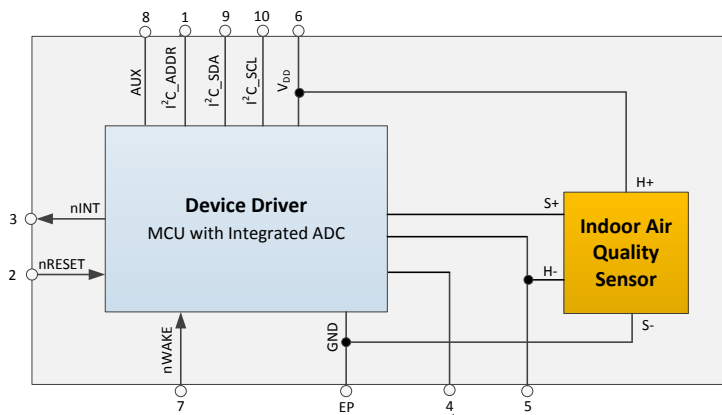 8 1 9 10 6
AUX
I²C_ADDR
I²C_SDA
I²C_SCL
VDD
H+
Device Driver
MCU with Integrated ADC
3
nINT
S+
Indoor Air
Quality
Sensor
2
nRESET
H-
nWAKE
GND
S-
7 EP 4 5